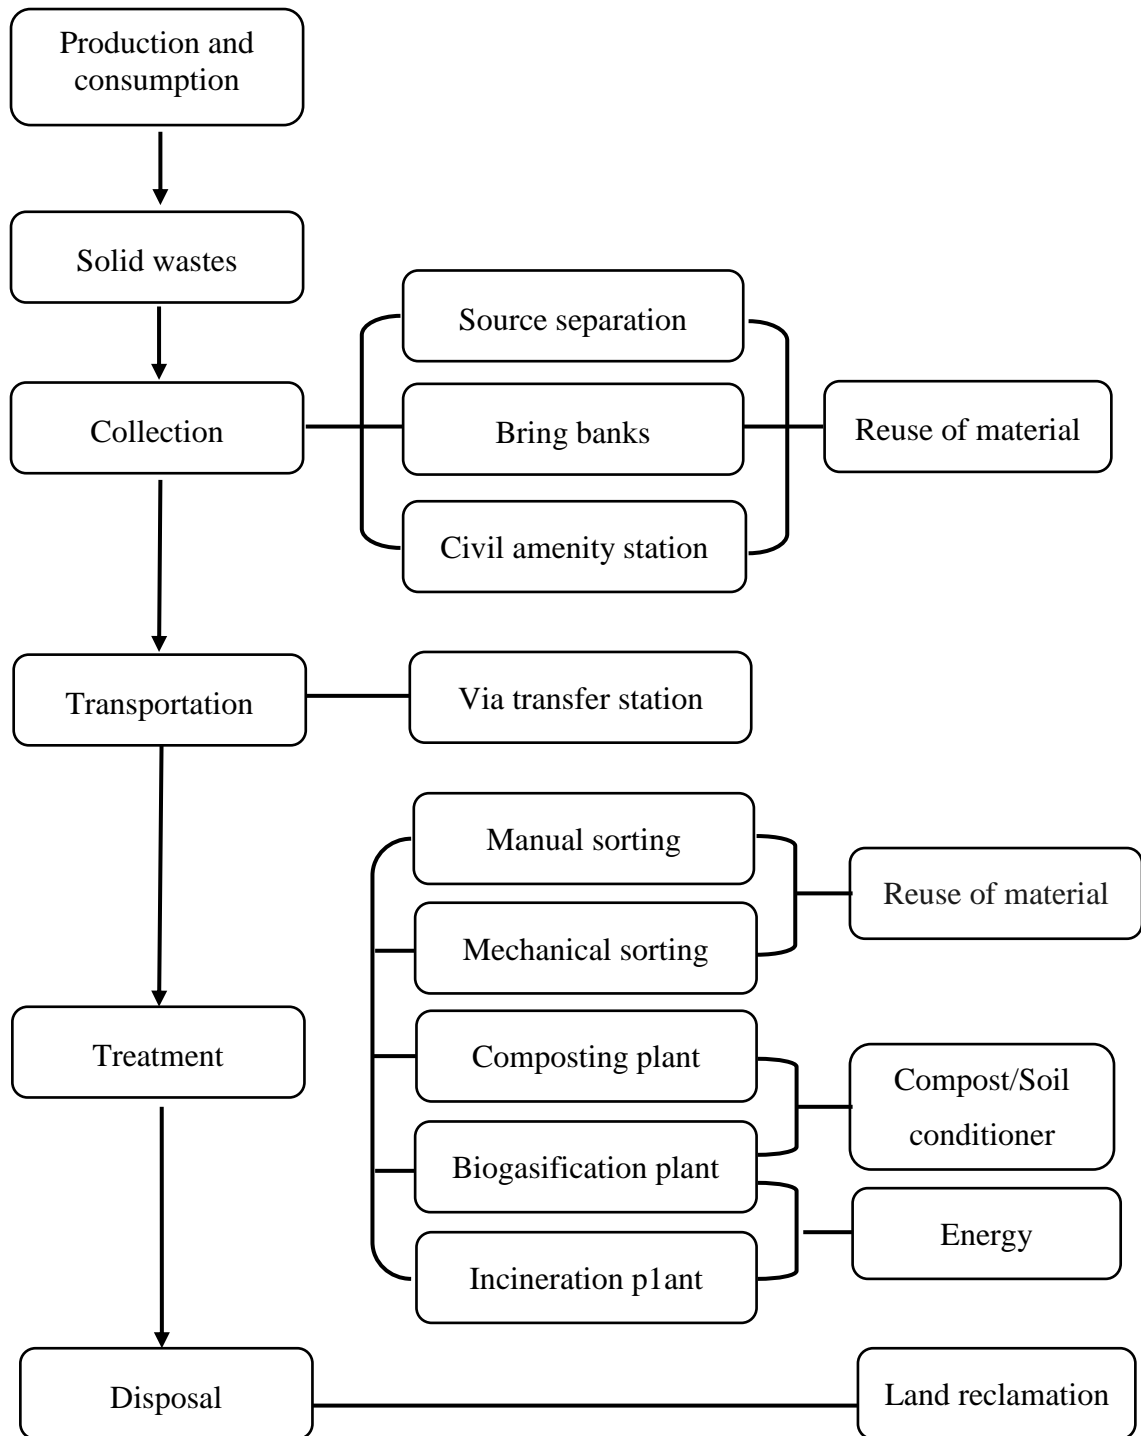 Production and
consumption
Solid wastes
Source separation
Collection
Bring banks
Reuse of material
Civil amenity station
Transportation
Via transfer station
Manual sorting
Reuse of material
Mechanical sorting
Treatment
Composting plant
Compost/Soil
conditioner
Biogasification plant
Energy
Incineration p1ant
Disposal
Land reclamation